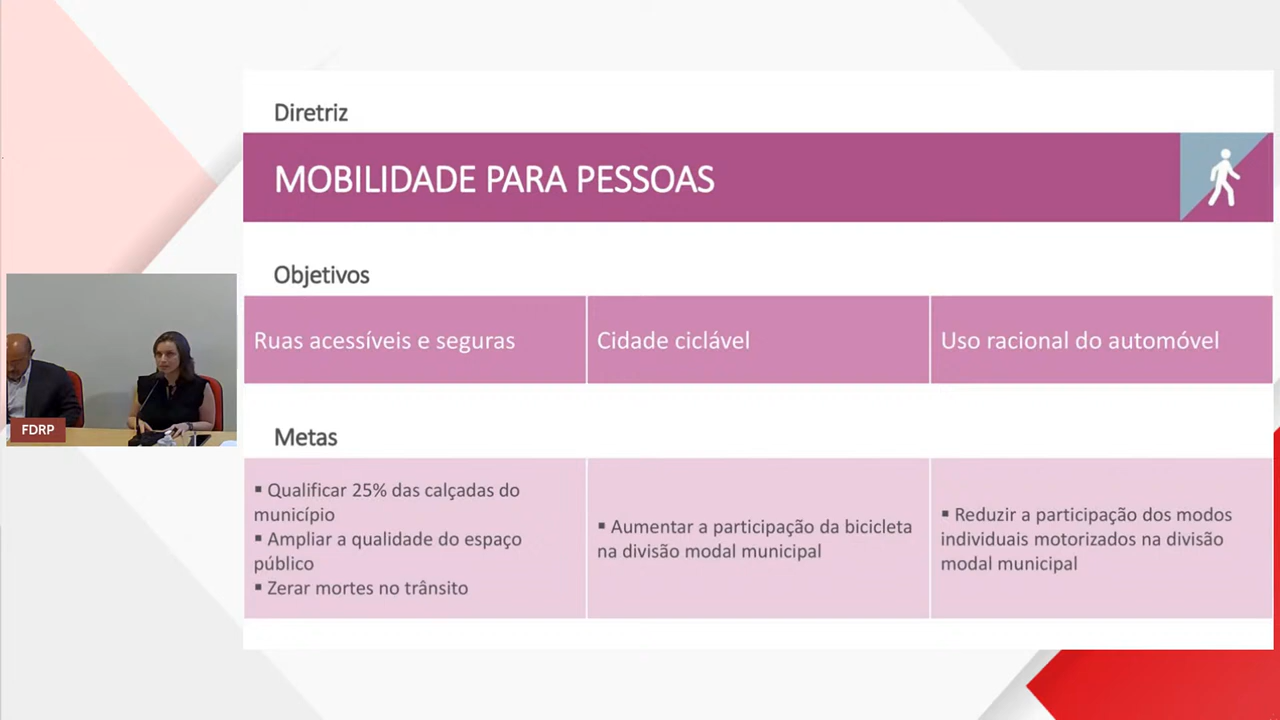 Diretriz
MOBILIDADE PARA PESSOAS
Objetivos
Ruas acessíveis e seguras
Cidade ciclável
Uso racional do automóvel
Metas
▪ Qualificar 25% das calçadas do
município
▪ Ampliar a qualidade do espaço
público
▪ Zerar mortes no trânsito
▪ Aumentar a participação da bicicleta
na divisão modal municipal
▪ Reduzir a participação dos modos
individuais motorizados na divisão
modal municipal
FDRP